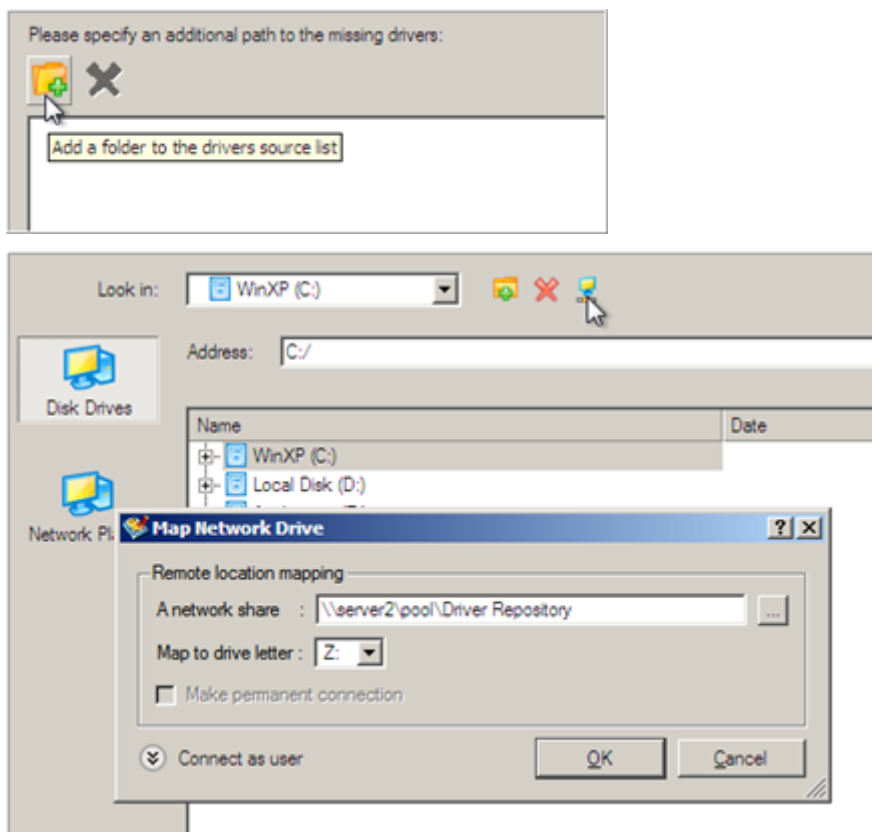 Please specify an additional path to the missing drivers:
Add a folder to the drivers source list
Look in: WinXP (C:)
Address: C:/
Disk Drives
Name Date
WinXP (C:)
Local Disk (D:)
Network
Map Network Drive
Remote location mapping
A network share : \\server2\pool\Driver Repository ...
Map to drive letter : Z:
Make permanent connection
Connect as user OK Cancel